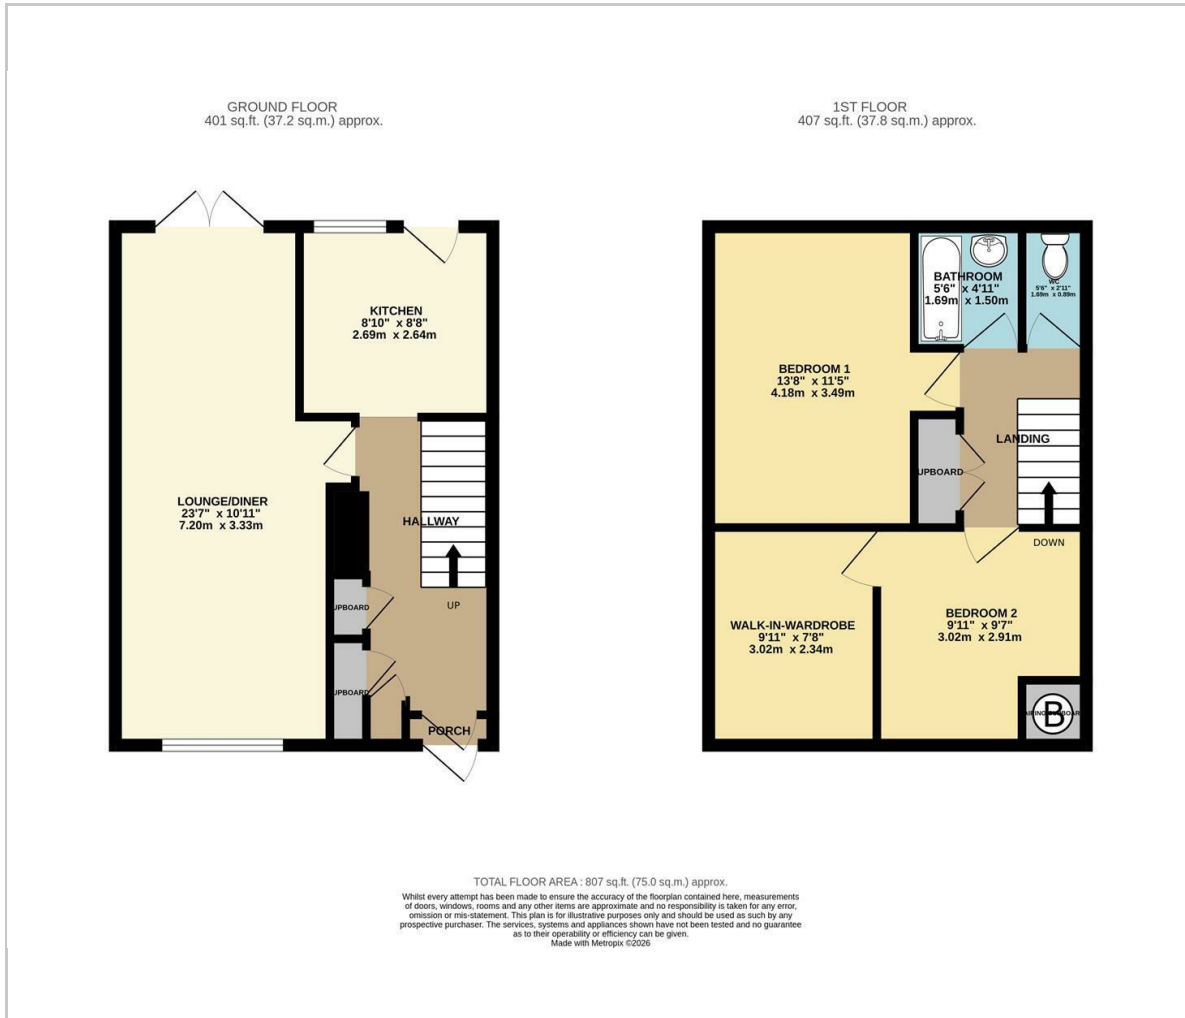 GROUND FLOOR
401 sq.ft. (37.2 sq.m.) approx.
1ST FLOOR
407 sq.ft. (37.8 sq.m.) approx.
KITCHEN
8'10" x 8'8"
2.69m x 2.64m
LOUNGE/DINER
23'7" x 10'11"
7.20m x 3.33m
HALLWAY
UP
UPBOARD
UPBOARD
PORCH
BATHROOM
5'6" x 4'11"
1.69m x 1.50m
WC
5'6" x 2'11"
1.69m x 0.89m
BEDROOM 1
13'8" x 11'5"
4.18m x 3.49m
LANDING
UPBOARD
DOWN
WALK-IN-WARDROBE
9'11" x 7'8"
3.02m x 2.34m
BEDROOM 2
9'11" x 9'7"
3.02m x 2.91m
B
TOTAL FLOOR AREA : 807 sq.ft. (75.0 sq.m.) approx.
Whilst every attempt has been made to ensure the accuracy of the floorplan contained here, measurements
of doors, windows, rooms and any other items are approximate and no responsibility is taken for any error,
omission or mis-statement. This plan is for illustrative purposes only and should be used as such by any
prospective purchaser. The services, systems and appliances shown have not been tested and no guarantee
as to their operability or efficiency can be given.
Made with Metropix ©2026